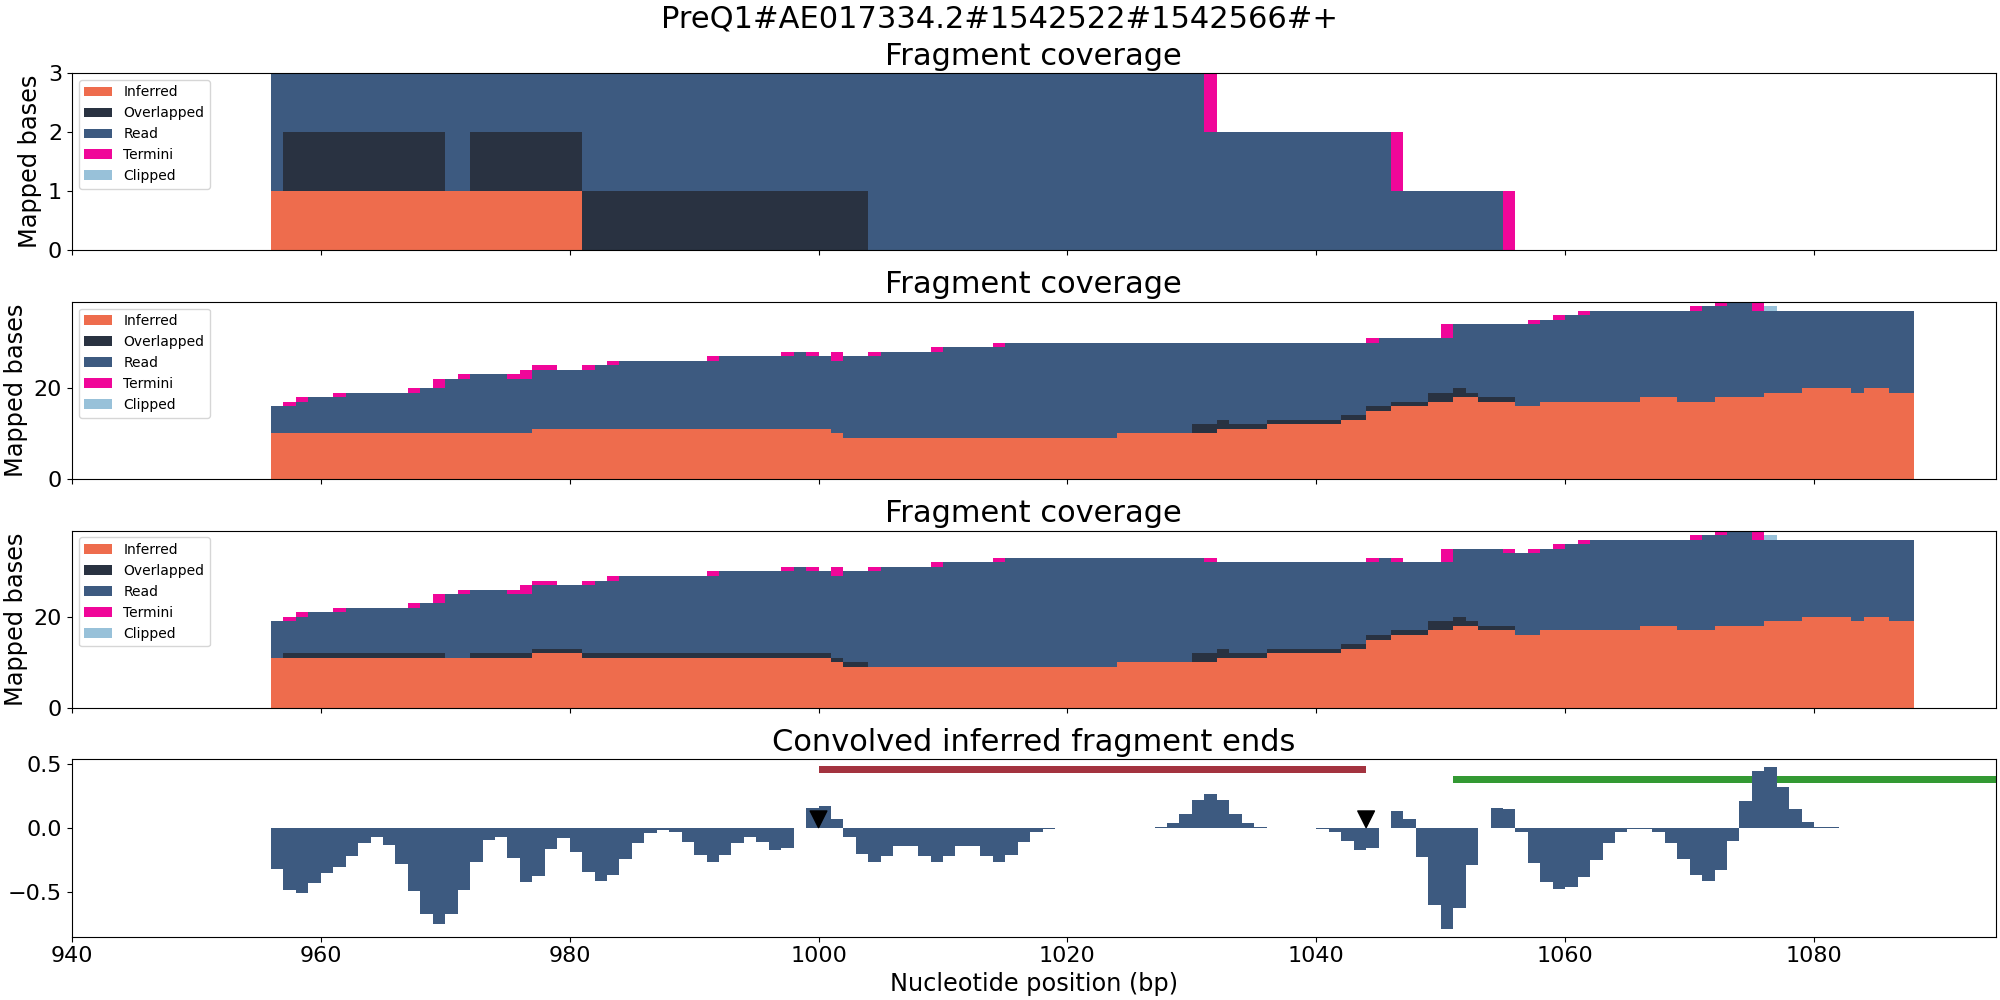 PreQ1#AE017334.2#1542522#1542566#+
Fragment coverage
Mapped bases
3
2
1
0
Inferred
Overlapped
Read
Termini
Clipped
Fragment coverage
Mapped bases
20
0
Inferred
Overlapped
Read
Termini
Clipped
Fragment coverage
Mapped bases
20
0
Inferred
Overlapped
Read
Termini
Clipped
Convolved inferred fragment ends
0.5
0.0
−0.5
940 960 980 1000 1020 1040 1060 1080
Nucleotide position (bp)